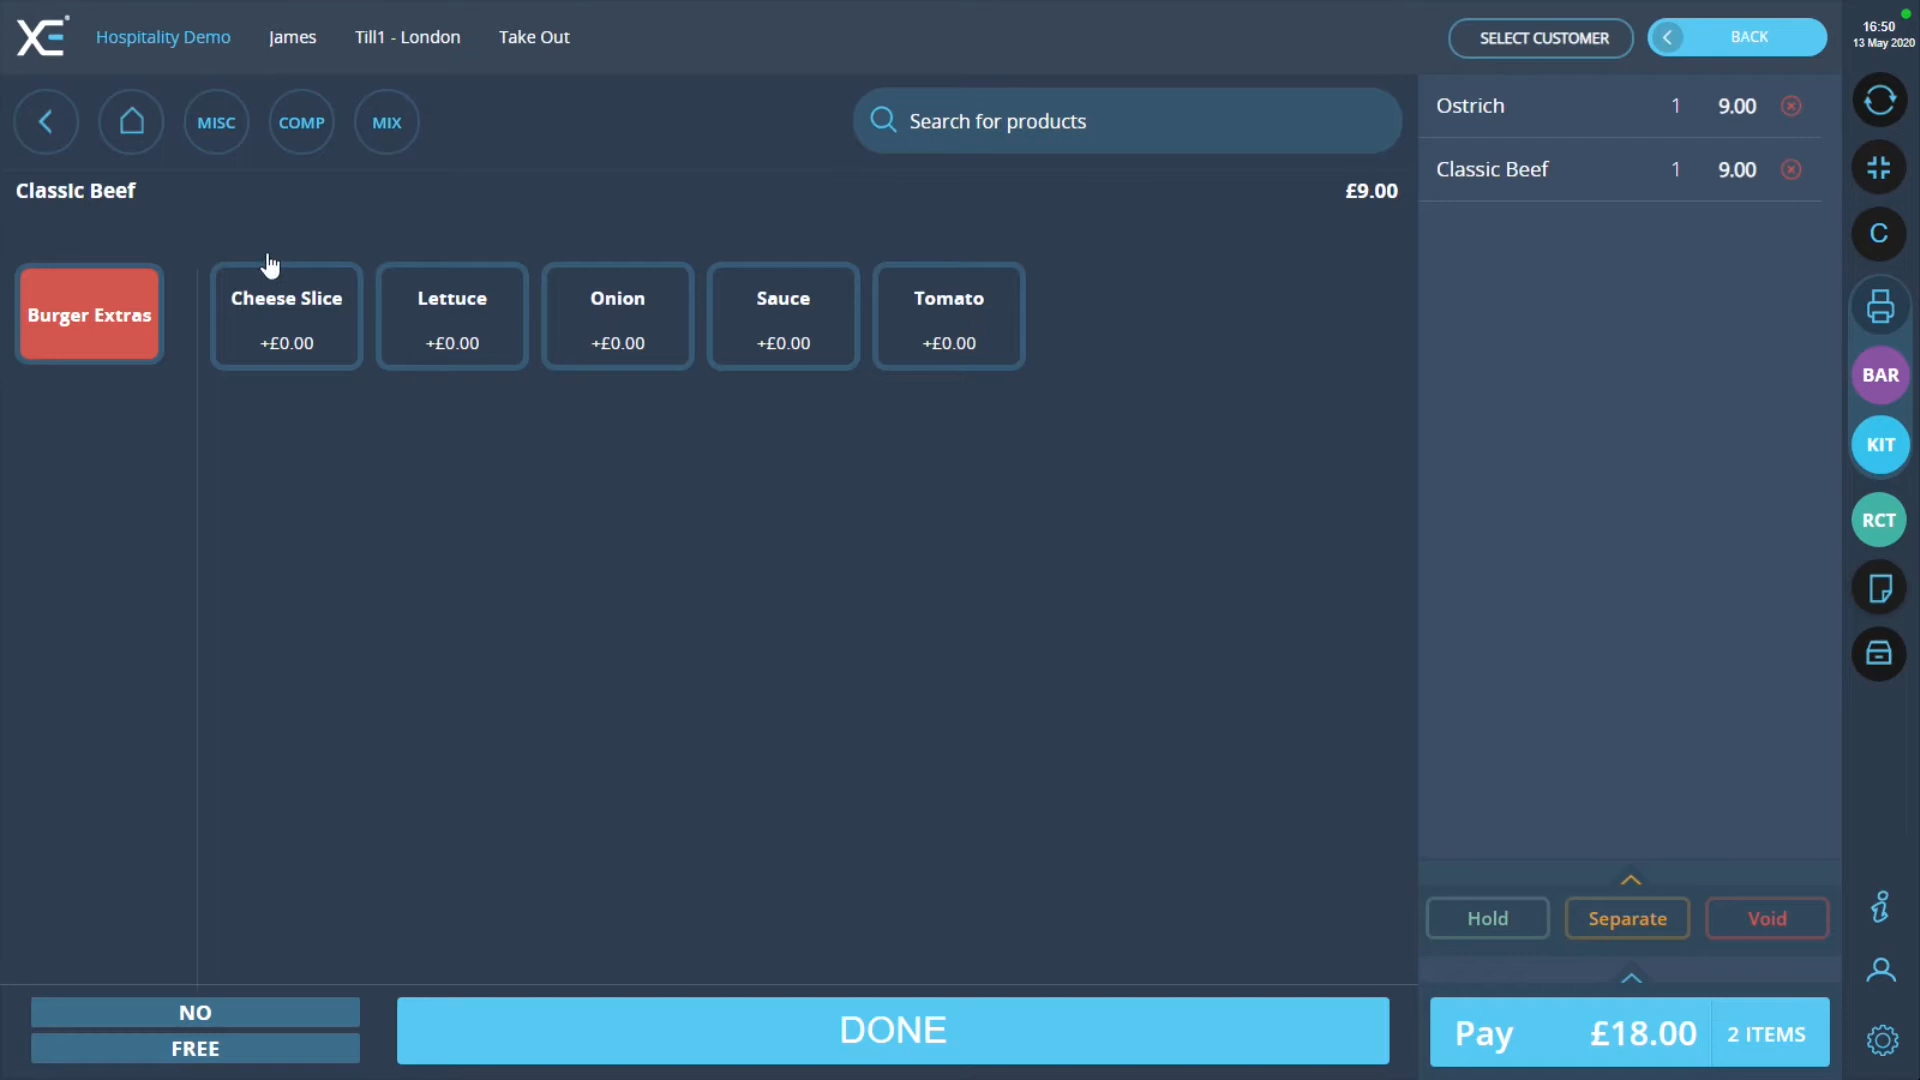 XE Hospitality Demo James Till1 - London Take Out SELECT CUSTOMER BACK 16:50
13 May 2020
MISC COMP MIX Search for products
Classic Beef £9.00
Burger Extras
Cheese Slice
+£0.00
Lettuce
+£0.00
Onion
+£0.00
Sauce
+£0.00
Tomato
+£0.00
NO
FREE
DONE
Ostrich 1 9.00
Classic Beef 1 9.00
Hold Separate Void
Pay £18.00 2 ITEMS
C
BAR
KIT
RCT